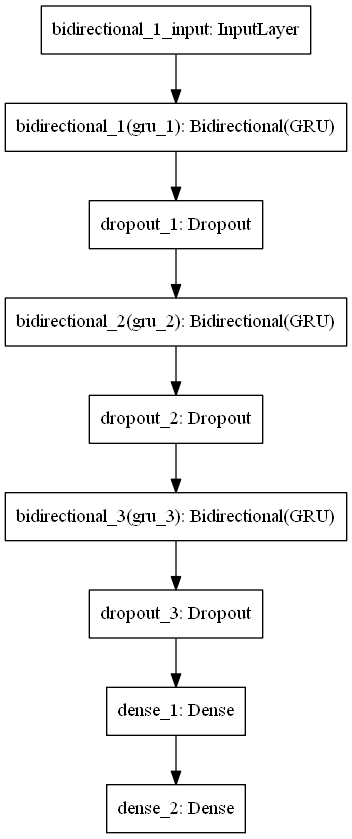 bidirectional_1_input: InputLayer
bidirectional_1(gru_1): Bidirectional(GRU)
dropout_1: Dropout
bidirectional_2(gru_2): Bidirectional(GRU)
dropout_2: Dropout
bidirectional_3(gru_3): Bidirectional(GRU)
dropout_3: Dropout
dense_1: Dense
dense_2: Dense